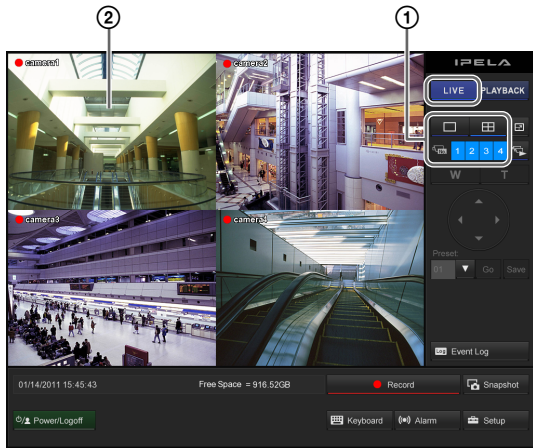 ② ①
camera1
camera2
IPELA
LIVE PLAYBACK
1 2 3 4
W T
camera3
camera4
Preset:
01 ▼ Go Save
Log Event Log
01/14/2011 15:45:43
Free Space = 916.52GB
Record
Snapshot
Power/Logoff
Keyboard
Alarm
Setup